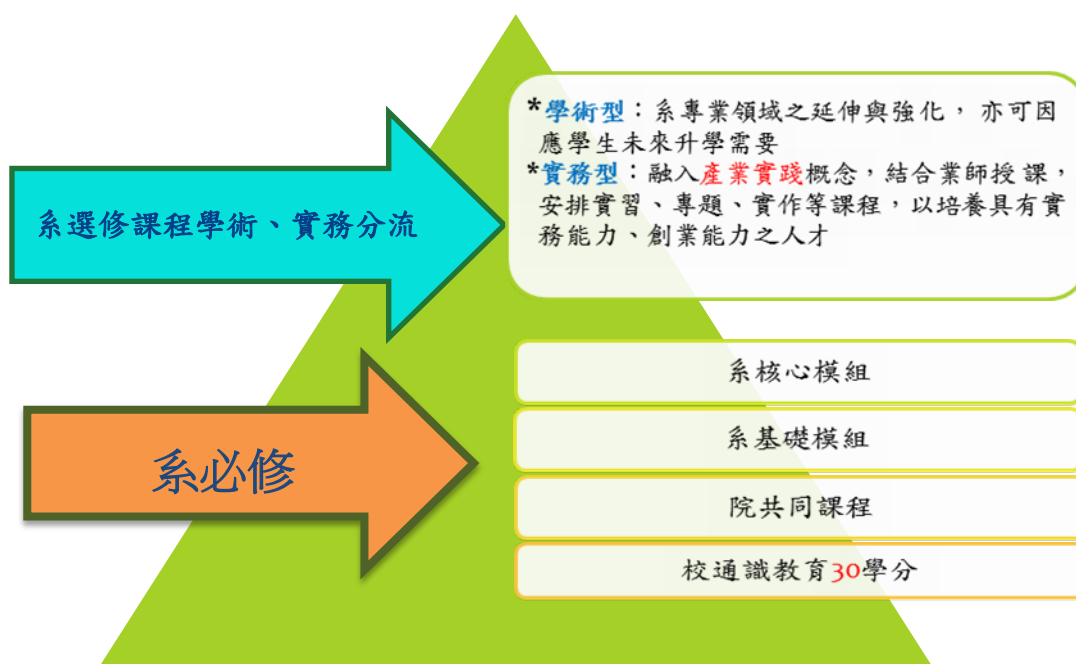 *學術型：系專業領域之延伸與強化， 亦可因
應學生未來升學需要
*實務型：融入產業實踐概念，結合業師授課，
安排實習、專題、實作等課程，以培養具有實
務能力、創業能力之人才
系選修課程學術、實務分流
系核心模組
系基礎模組
系必修
院共同課程
校通識教育30學分